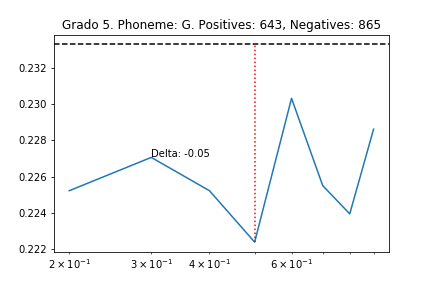 Grado 5. Phoneme: G. Positives: 643, Negatives: 865
0.232
0.230
0.228
Delta: -0.05
0.226
0.224
0.222
2 × 10⁻¹ 3 × 10⁻¹ 4 × 10⁻¹ 6 × 10⁻¹